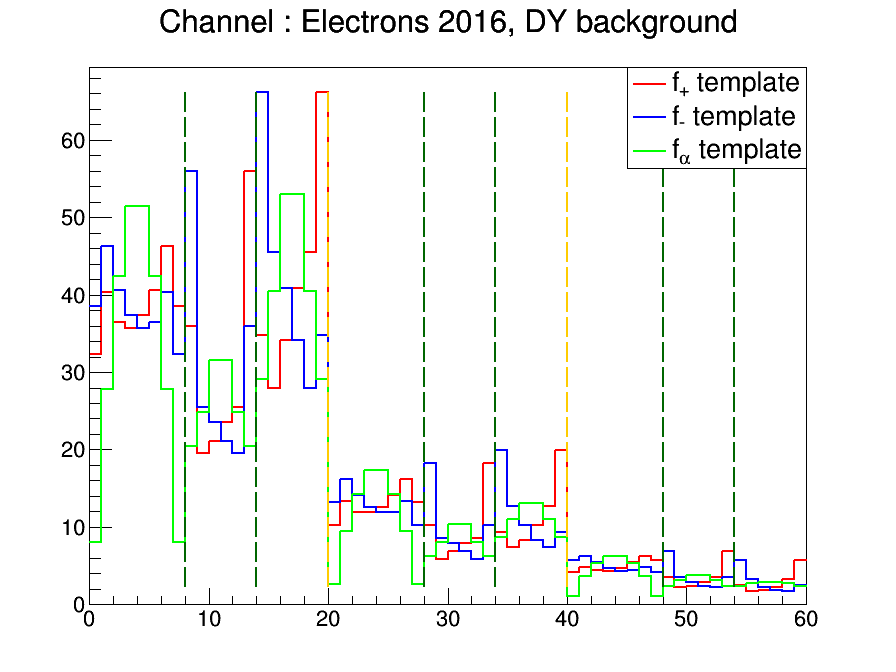 Channel : Electrons 2016, DY background
f+ template
f- template
fα template
60
50
40
30
20
10
0
0 10 20 30 40 50 60